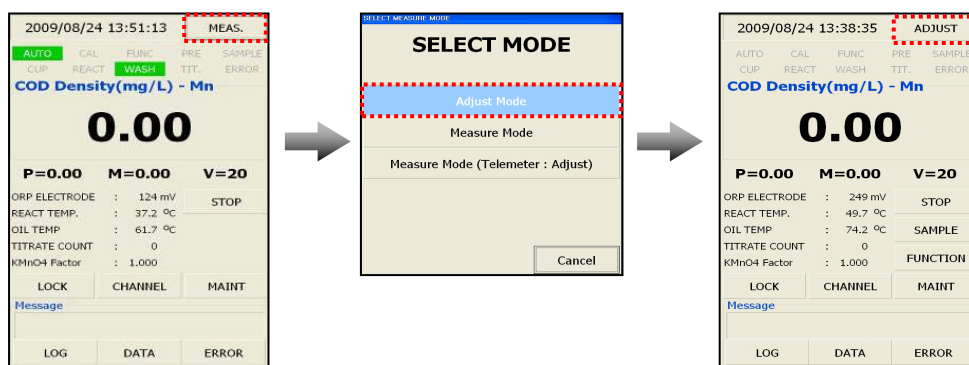 2009/08/24 13:51:13 MEAS.
AUTO CAL FUNC PRE SAMPLE
CUP REACT WASH TIT. ERROR
COD Density(mg/L) - Mn
0.00
P=0.00 M=0.00 V=20
ORP ELECTRODE : 124 mV
STOP
REACT TEMP. : 37.2 ºC
OIL TEMP : 61.7 ºC
TITRATE COUNT : 0
KMnO4 Factor : 1.000
LOCK CHANNEL MAINT
Message
LOG DATA ERROR
SELECT MEASURE MODE
SELECT MODE
Adjust Mode
Measure Mode
Measure Mode (Telemeter : Adjust)
Cancel
2009/08/24 13:38:35 ADJUST
AUTO CAL FUNC PRE SAMPLE
CUP REACT WASH TIT. ERROR
COD Density(mg/L) - Mn
0.00
P=0.00 M=0.00 V=20
ORP ELECTRODE : 249 mV
STOP
REACT TEMP. : 49.7 ºC
OIL TEMP : 74.2 ºC
SAMPLE
TITRATE COUNT : 0
KMnO4 Factor : 1.000
FUNCTION
LOCK CHANNEL MAINT
Message
LOG DATA ERROR